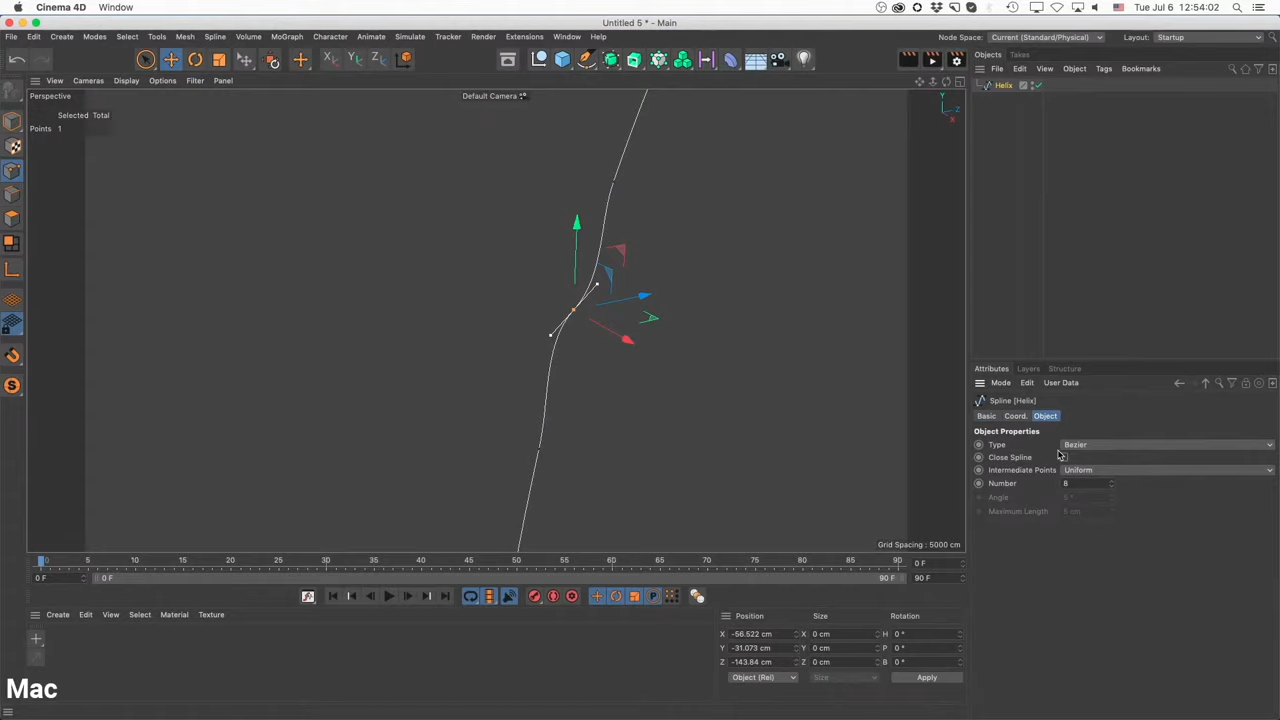 Cinema 4D Window Tue Jul 6 12:54:02
Untitled 5 * - Main
File Edit Create Modes Select Tools Mesh Spline Volume MoGraph Character Animate Simulate Tracker Render Extensions Window Help Node Space: Current (Standard/Physical) Layout: Startup
Objects Takes
File Edit View Object Tags Bookmarks
Helix
View Cameras Display Options Filter Panel
Perspective Default Camera
Selected Total
Points 1
Y
Z
X
Attributes Layers Structure
Mode Edit User Data
Spline [Helix]
Basic Coord. Object
Object Properties
Type Bezier
Close Spline
Intermediate Points Uniform
Number 8
Angle 5 °
Maximum Length 5 cm
Grid Spacing : 5000 cm
0 5 10 15 20 25 30 35 40 45 50 55 60 65 70 75 80 85 90 0 F
0 F 0 F 90 F 90 F
Create Edit View Select Material Texture
Position Size Rotation
X -56.522 cm X 0 cm H 0 °
Y -31.073 cm Y 0 cm P 0 °
Z -143.84 cm Z 0 cm B 0 °
Object (Rel) Size Apply
Mac